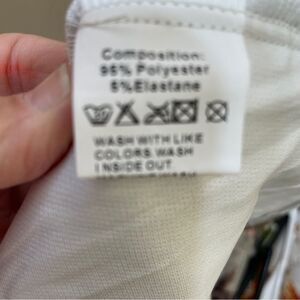 Composition:
95% Polyester
5%Elastane
WASH WITH LIKE
COLORS. WASH
INSIDE OUT